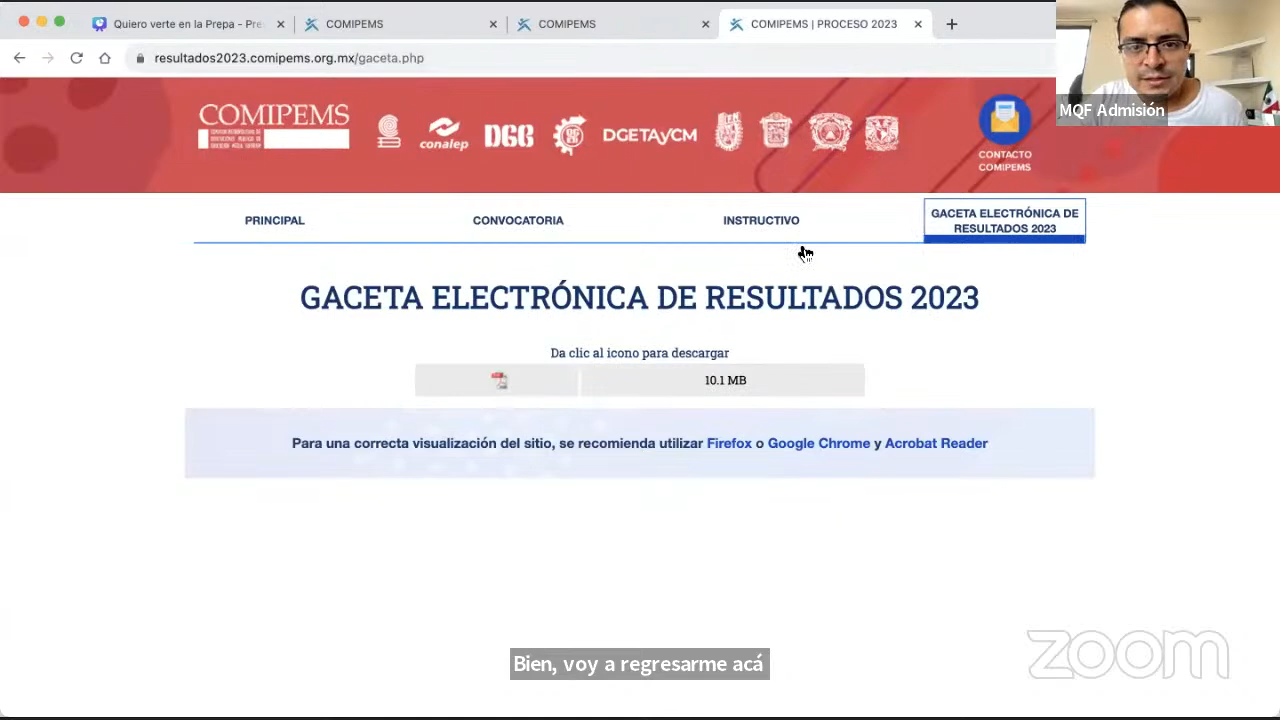 Quiero verte en la Prepa - Pre
COMIPEMS
COMIPEMS
COMIPEMS | PROCESO 2023
resultados2023.comipems.org.mx/gaceta.php
MQF Admisión
COMIPEMS
conalep
DGB
DGETAYCM
CONTACTO
COMIPEMS
PRINCIPAL
CONVOCATORIA
INSTRUCTIVO
GACETA ELECTRÓNICA DE
RESULTADOS 2023
GACETA ELECTRÓNICA DE RESULTADOS 2023
Da clic al icono para descargar
10.1 MB
Para una correcta visualización del sitio, se recomienda utilizar Firefox o Google Chrome y Acrobat Reader
Bien, voy a regresarme acá
zoom